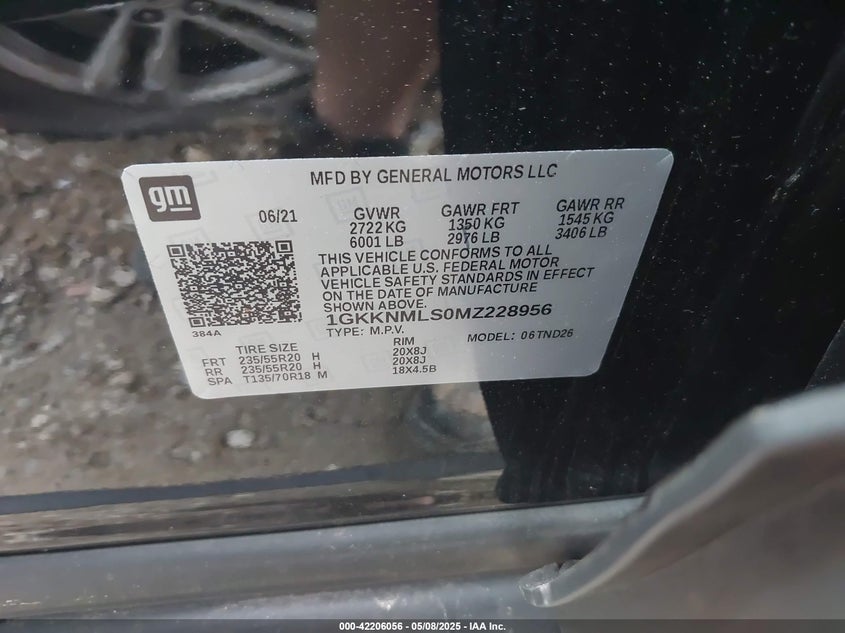 gm
MFD BY GENERAL MOTORS LLC
06/21
GVWR GAWR FRT GAWR RR
2722 KG 1350 KG 1545 KG
6001 LB 2976 LB 3406 LB
THIS VEHICLE CONFORMS TO ALL
APPLICABLE U.S. FEDERAL MOTOR
VEHICLE SAFETY STANDARDS IN EFFECT
ON THE DATE OF MANUFACTURE
SHOWN ABOVE.
384A
1GKKNMLS0MZ228956
TYPE: M.P.V. MODEL: 06TND26
TIRE SIZE RIM
FRT 235/55R20 H 20X8J
RR 235/55R20 H 20X8J
SPA T135/70R18 M 18X4.5B
000-42206056 | 05/08/2025 - IAA Inc.